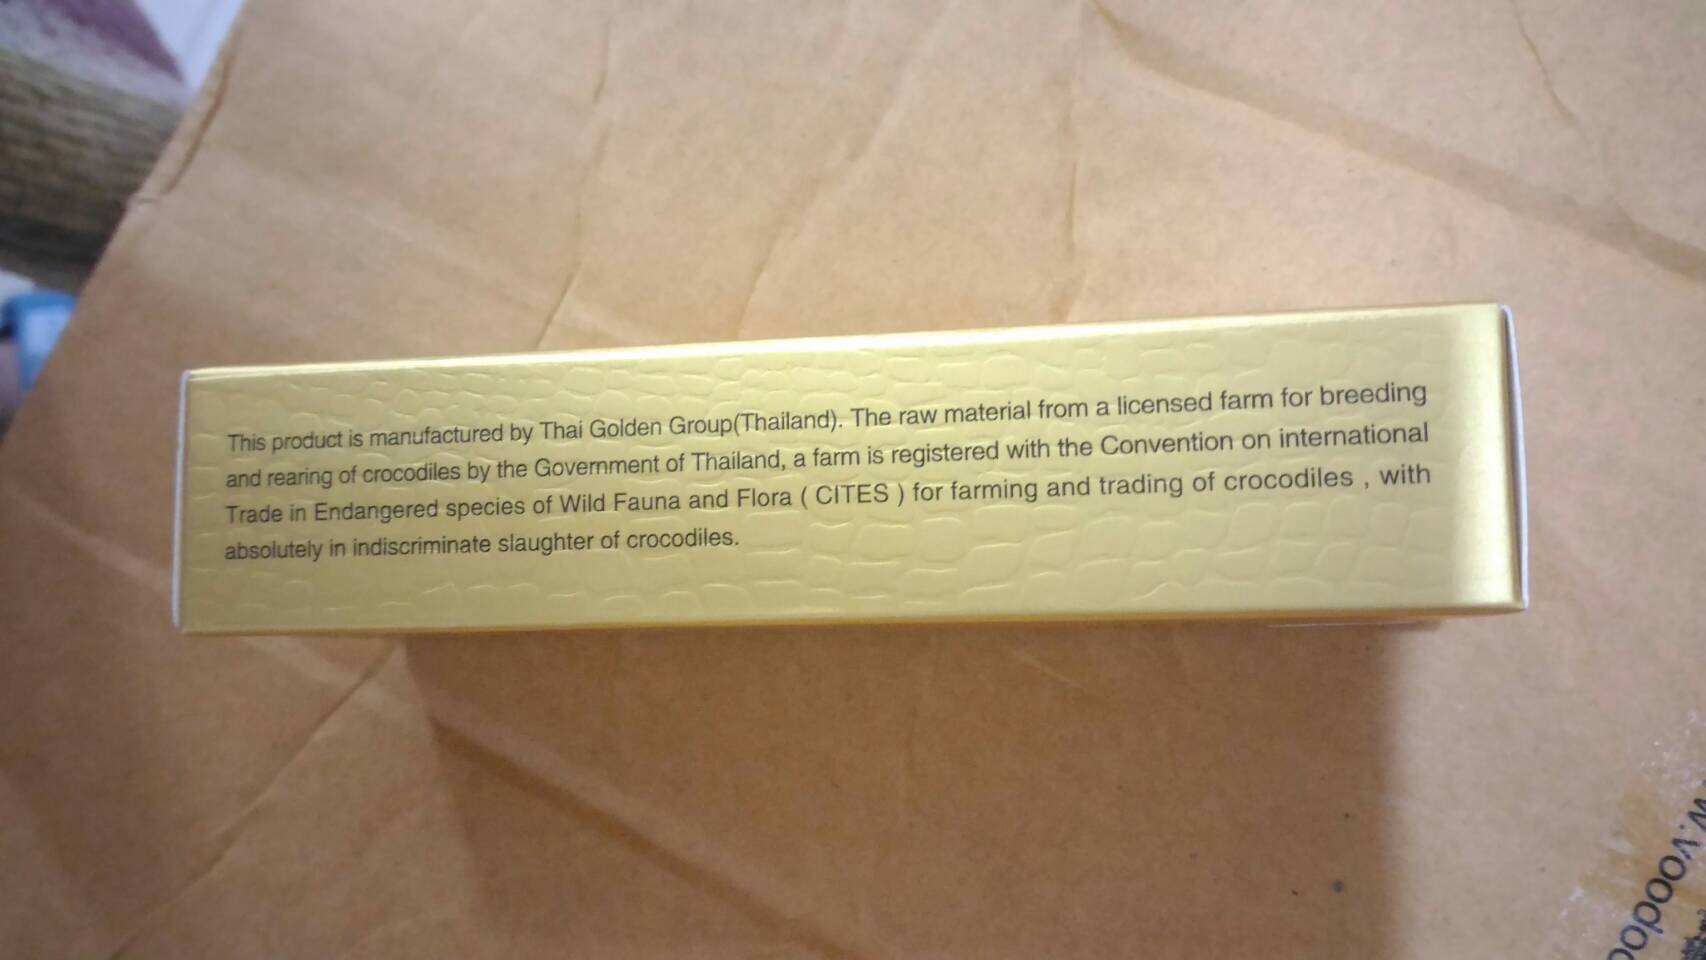 This product is manufactured by Thai Golden Group(Thailand). The raw material from a licensed farm for breeding
and rearing of crocodiles by the Government of Thailand, a farm is registered with the Convention on international
Trade in Endangered species of Wild Fauna and Flora ( CITES ) for farming and trading of crocodiles , with
absolutely in indiscriminate slaughter of crocodiles.